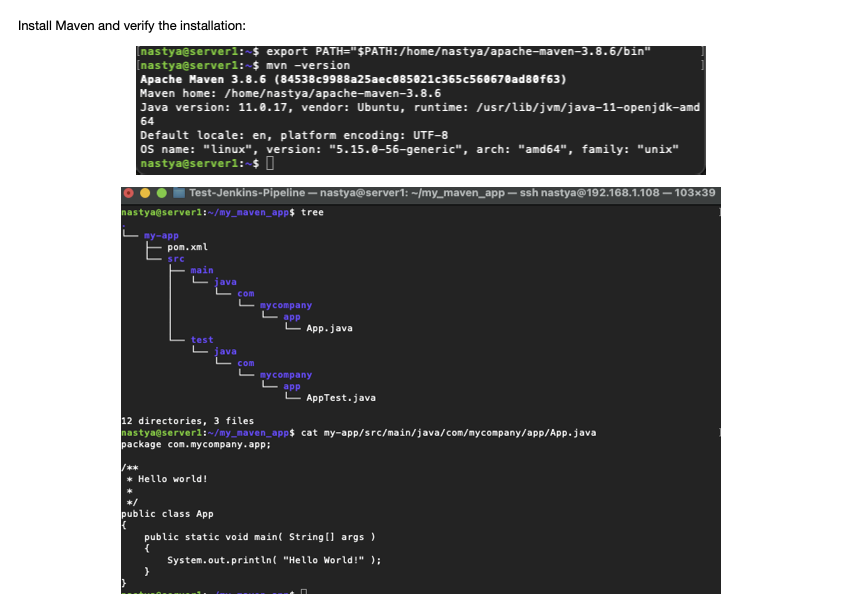 Install Maven and verify the installation:
[nastya@server1:~$ export PATH="$PATH:/home/nastya/apache-maven-3.8.6/bin" ]
[nastya@server1:~$ mvn -version ]
Apache Maven 3.8.6 (84538c9988a25aec085021c365c560670ad80f63)
Maven home: /home/nastya/apache-maven-3.8.6
Java version: 11.0.17, vendor: Ubuntu, runtime: /usr/lib/jvm/java-11-openjdk-amd
64
Default locale: en, platform encoding: UTF-8
OS name: "linux", version: "5.15.0-56-generic", arch: "amd64", family: "unix"
nastya@server1:~$
Test-Jenkins-Pipeline — nastya@server1: ~/my_maven_app — ssh nastya@192.168.1.108 — 103×39
nastya@server1:~/my_maven_app$ tree ]
.
└── my-app
    ├── pom.xml
    └── src
        ├── main
        │   └── java
        │       └── com
        │           └── mycompany
        │               └── app
        │                   └── App.java
        └── test
            └── java
                └── com
                    └── mycompany
                        └── app
                            └── AppTest.java
12 directories, 3 files
nastya@server1:~/my_maven_app$ cat my-app/src/main/java/com/mycompany/app/App.java ]
package com.mycompany.app;
/**
 * Hello world!
 *
 */
public class App
{
    public static void main( String[] args )
    {
        System.out.println( "Hello World!" );
    }
}
nastya@server1:~/my_maven_app$